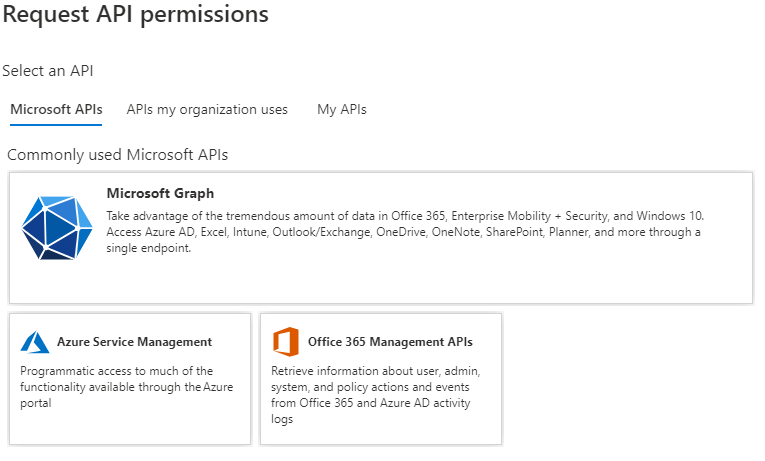 Request API permissions
Select an API
Microsoft APIs APIs my organization uses My APIs
Commonly used Microsoft APIs
Microsoft Graph
Take advantage of the tremendous amount of data in Office 365, Enterprise Mobility + Security, and Windows 10.
Access Azure AD, Excel, Intune, Outlook/Exchange, OneDrive, OneNote, SharePoint, Planner, and more through a
single endpoint.
Azure Service Management
Programmatic access to much of the
functionality available through the Azure
portal
Office 365 Management APIs
Retrieve information about user, admin,
system, and policy actions and events
from Office 365 and Azure AD activity
logs